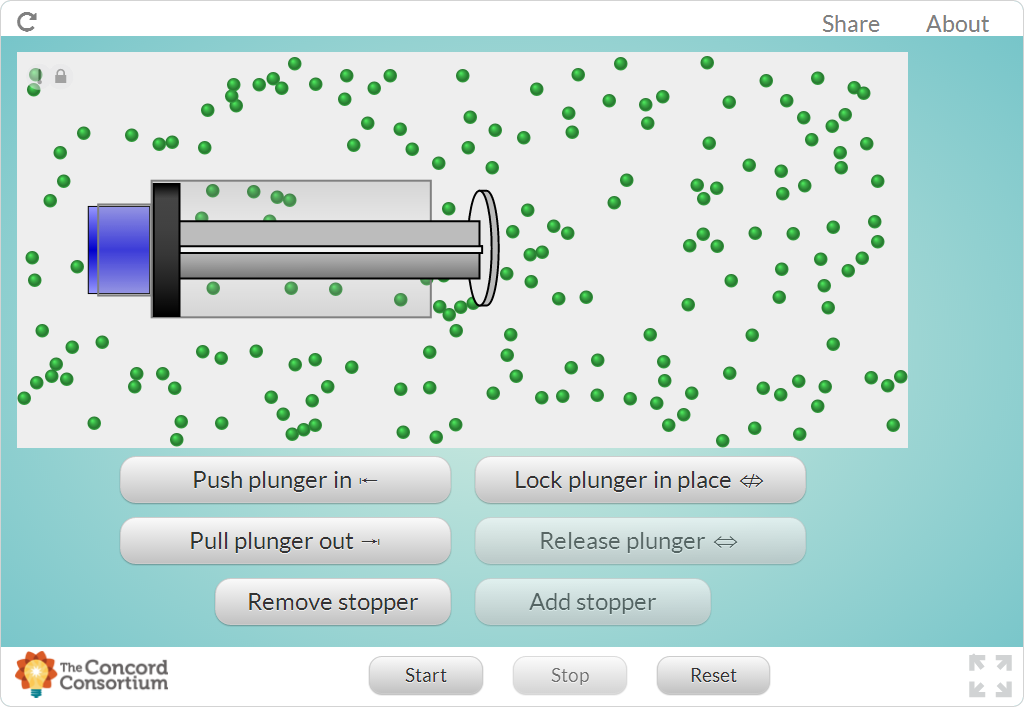 Share About
Push plunger in ⤆
Lock plunger in place ⇎
Pull plunger out →
Release plunger ⇔
Remove stopper
Add stopper
The Concord
Consortium
Start
Stop
Reset